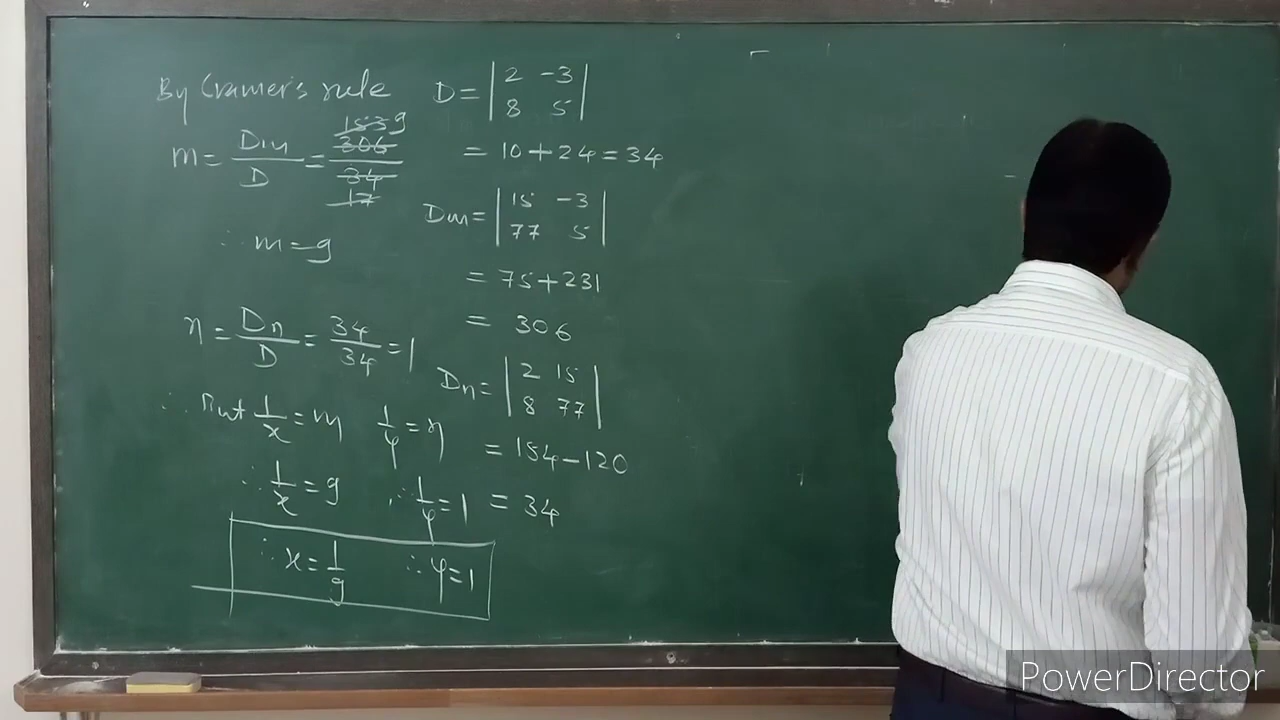 By Cramer's rule
m = Dm/D = 306/34
153 9
17
∴ m = 9
n = Dn/D = 34/34 = 1
∴ Put 1/x = m 1/y = n
∴ 1/x = 9 ∴ 1/y = 1
∴ x = 1/9 ∴ y = 1
D = | 2 -3 |
| 8 5 |
= 10 + 24 = 34
Dm = | 15 -3 |
| 77 5 |
= 75 + 231
= 306
Dn = | 2 15 |
| 8 77 |
= 154 - 120
= 34
PowerDirector